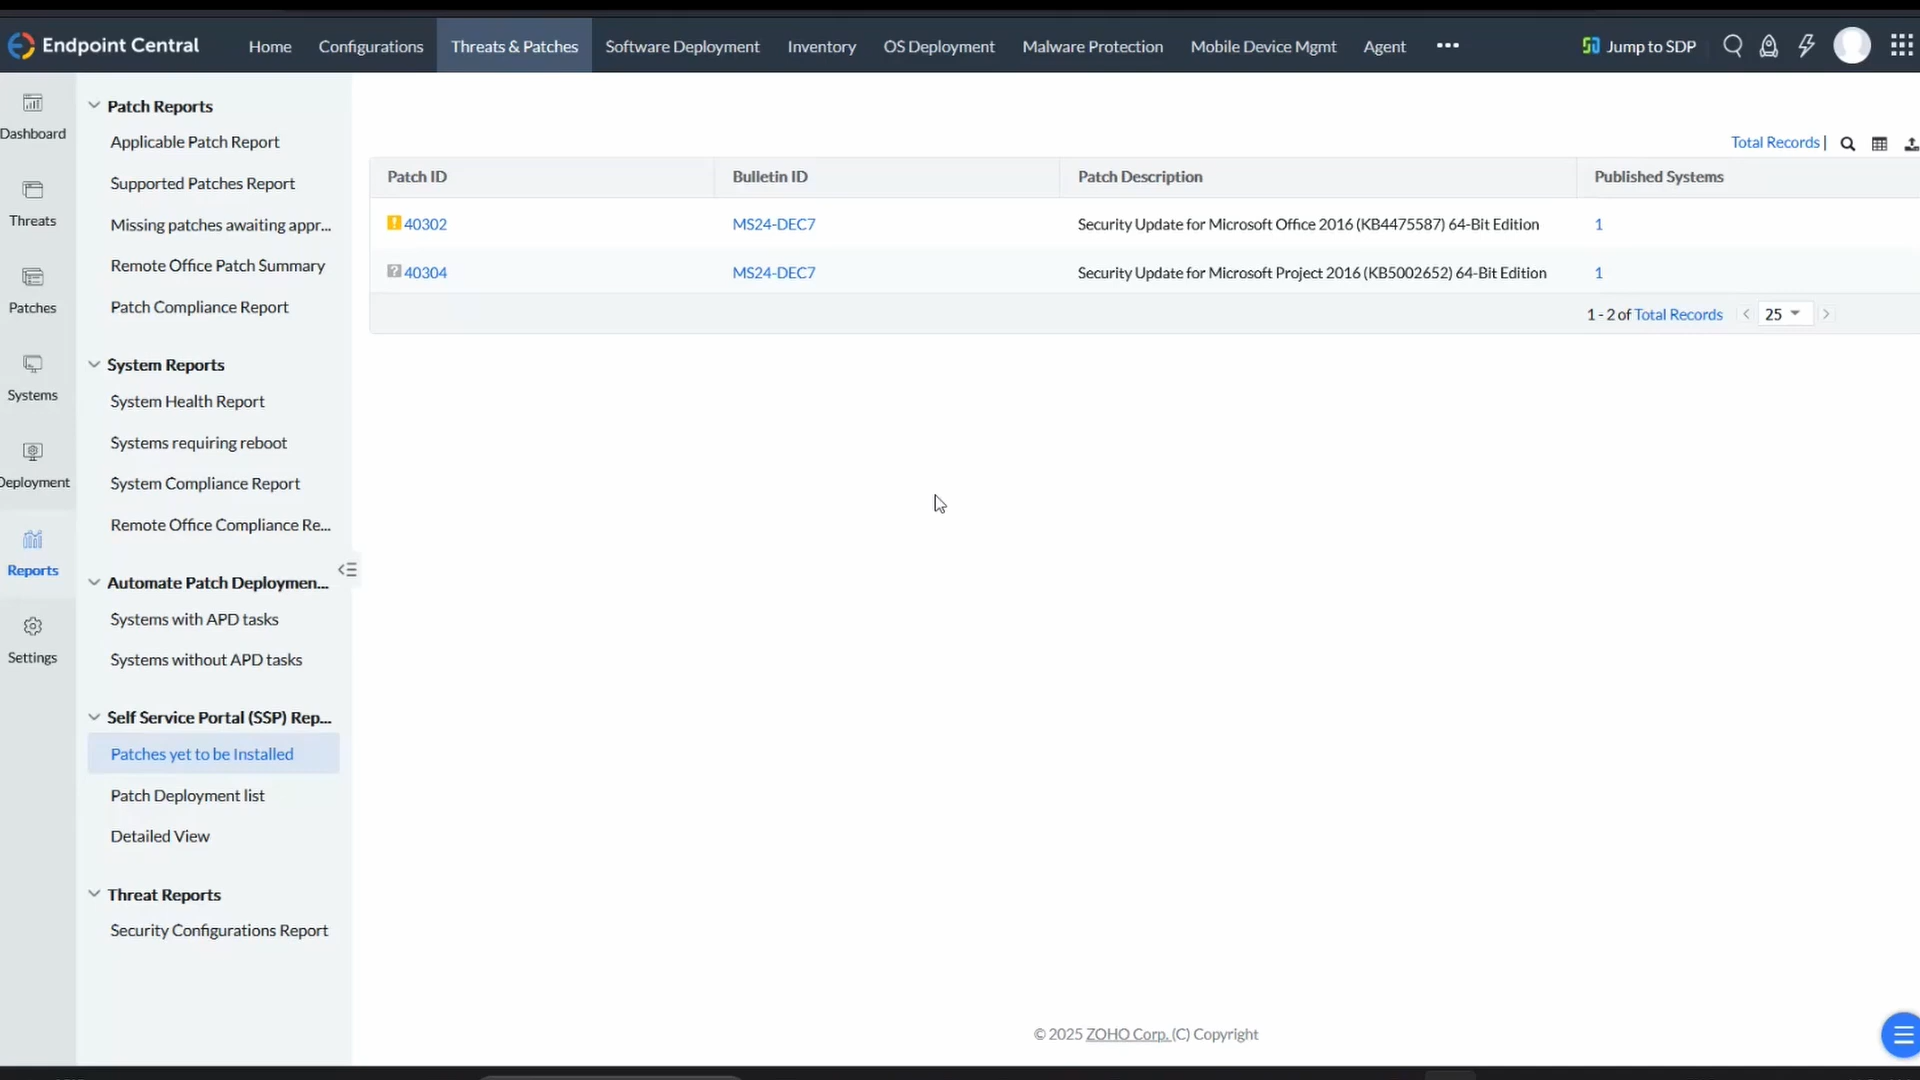 Endpoint Central Home Configurations Threats & Patches Software Deployment Inventory OS Deployment Malware Protection Mobile Device Mgmt Agent ••• Jump to SDP
Dashboard
Threats
Patches
Systems
Deployment
Reports
Settings
Patch Reports
Applicable Patch Report
Supported Patches Report
Missing patches awaiting appr...
Remote Office Patch Summary
Patch Compliance Report
System Reports
System Health Report
Systems requiring reboot
System Compliance Report
Remote Office Compliance Re...
Automate Patch Deploymen...
Systems with APD tasks
Systems without APD tasks
Self Service Portal (SSP) Rep...
Patches yet to be Installed
Patch Deployment list
Detailed View
Threat Reports
Security Configurations Report
Total Records |
Patch ID Bulletin ID Patch Description Published Systems
40302 MS24-DEC7 Security Update for Microsoft Office 2016 (KB4475587) 64-Bit Edition 1
40304 MS24-DEC7 Security Update for Microsoft Project 2016 (KB5002652) 64-Bit Edition 1
1 - 2 of Total Records 25
© 2025 ZOHO Corp. (C) Copyright